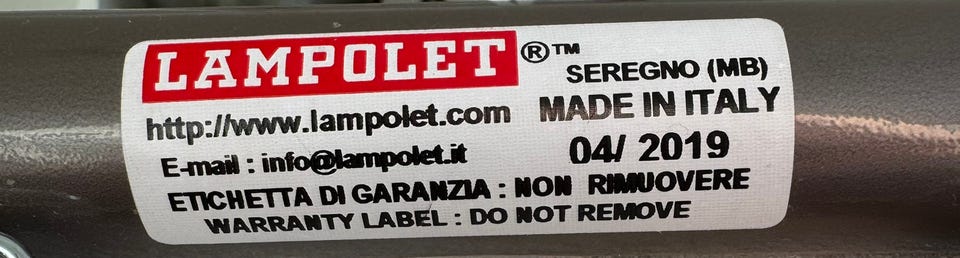 LAMPOLET ®™
http://www.lampolet.com
E-mail : info@lampolet.it
SEREGNO (MB)
MADE IN ITALY
04/ 2019
ETICHETTA DI GARANZIA : NON RIMUOVERE
WARRANTY LABEL : DO NOT REMOVE